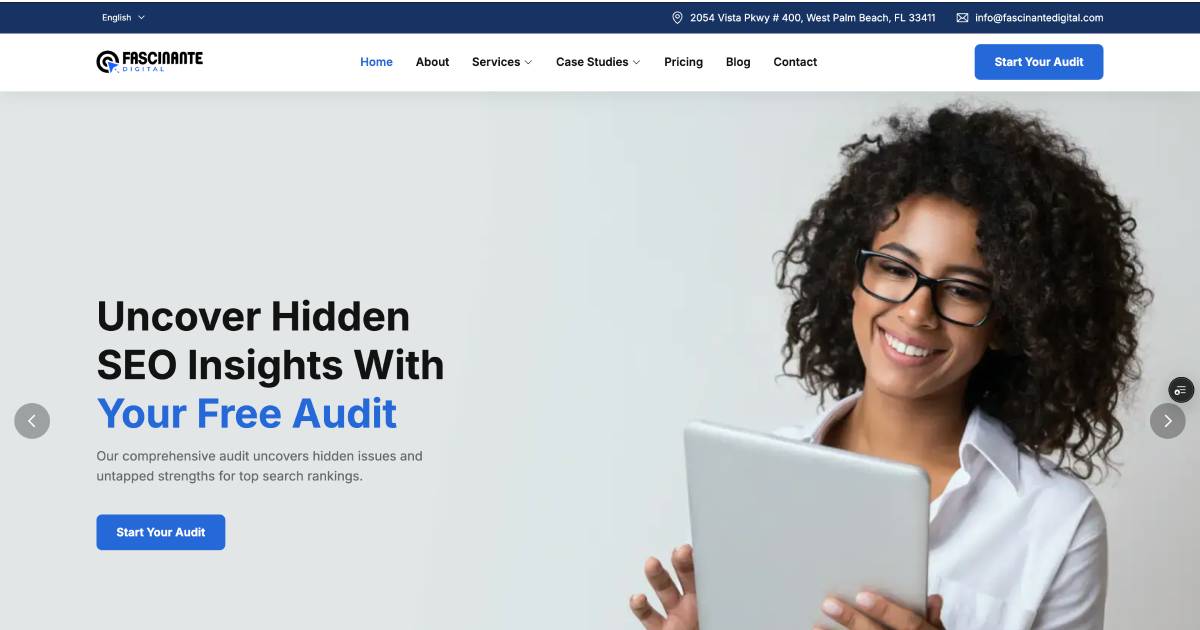 English
2054 Vista Pkwy # 400, West Palm Beach, FL 33411
info@fascinantedigital.com
FASCINANTE
DIGITAL
Home
About
Services
Case Studies
Pricing
Blog
Contact
Start Your Audit
Uncover Hidden
SEO Insights With
Your Free Audit
Our comprehensive audit uncovers hidden issues and
untapped strengths for top search rankings.
Start Your Audit